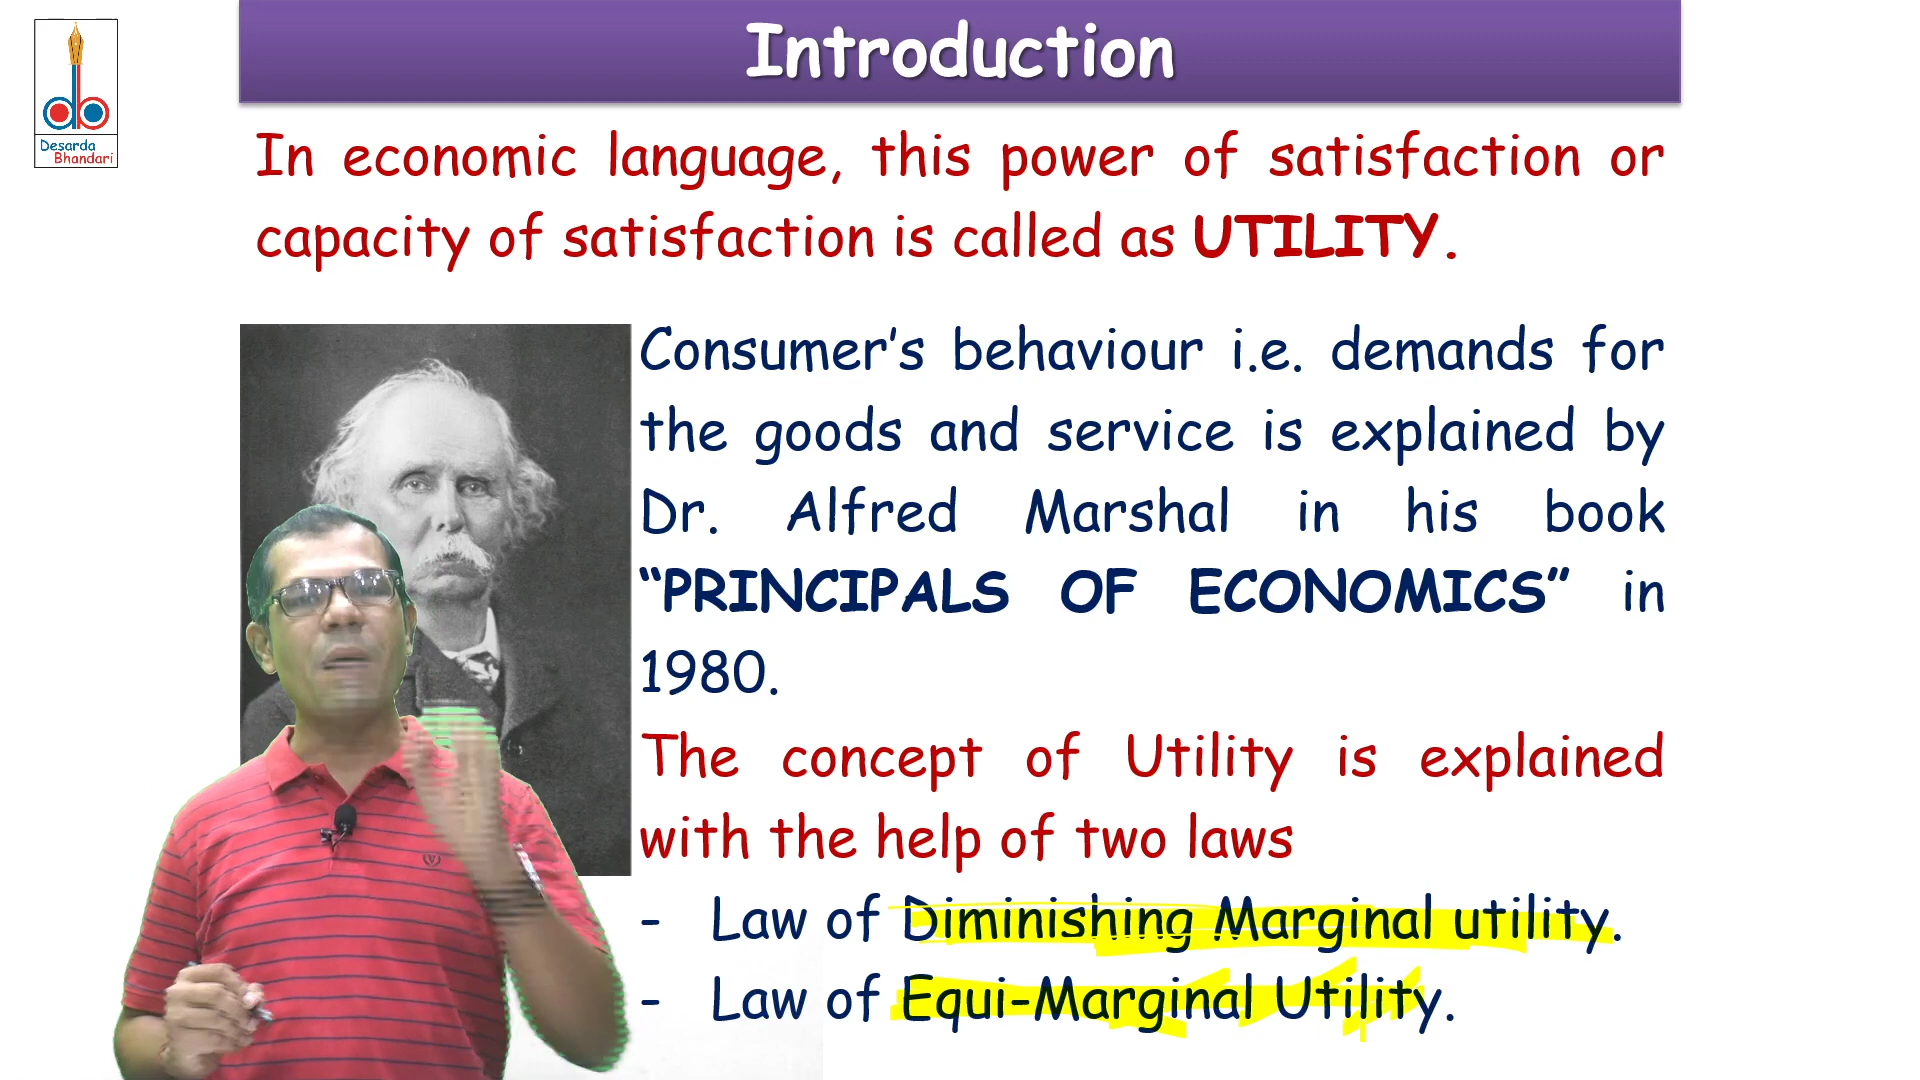 Introduction
Desarda
Bhandari
In economic language, this power of satisfaction or
capacity of satisfaction is called as UTILITY.
Consumer's behaviour i.e. demands for
the goods and service is explained by
Dr. Alfred Marshal in his book
“PRINCIPALS OF ECONOMICS” in
1980.
The concept of Utility is explained
with the help of two laws
- Law of Diminishing Marginal utility.
- Law of Equi-Marginal Utility.